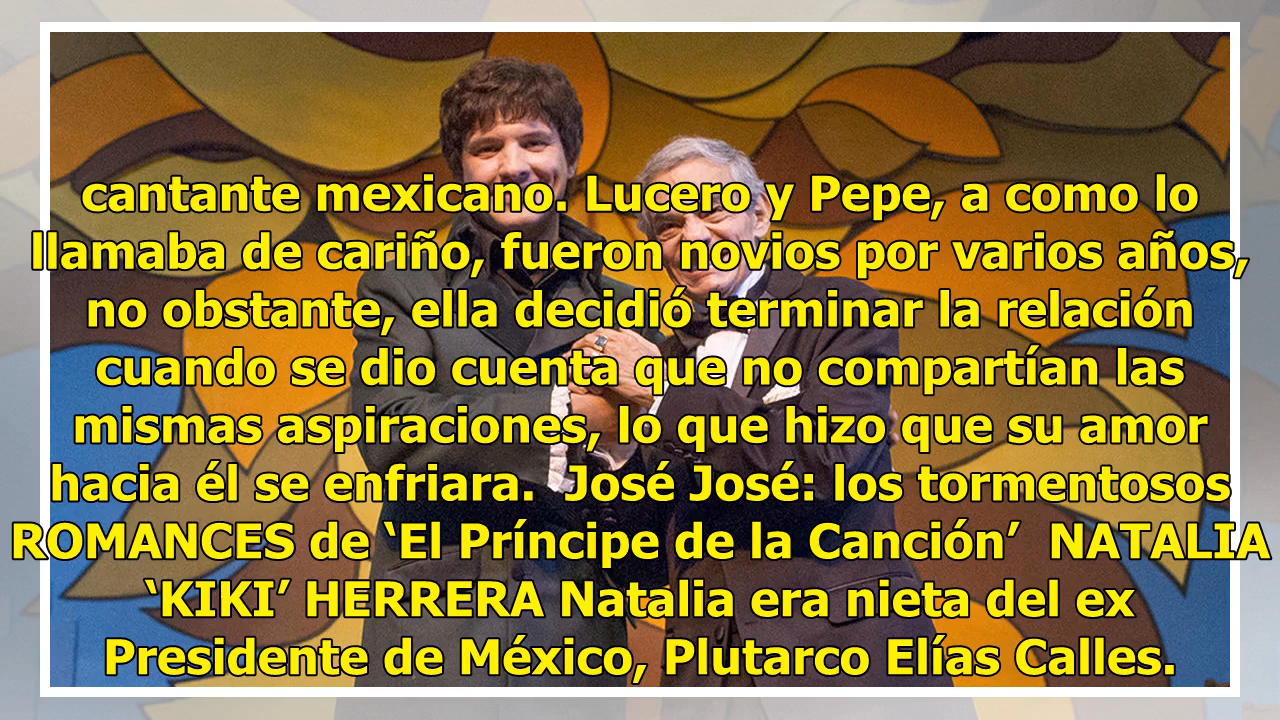 cantante mexicano. Lucero y Pepe, a como lo
llamaba de cariño, fueron novios por varios años,
no obstante, ella decidió terminar la relación
cuando se dio cuenta que no compartían las
mismas aspiraciones, lo que hizo que su amor
hacia él se enfriara.  José José: los tormentosos
ROMANCES de ‘El Príncipe de la Canción’  NATALIA
‘KIKI’ HERRERA Natalia era nieta del ex
Presidente de México, Plutarco Elías Calles.